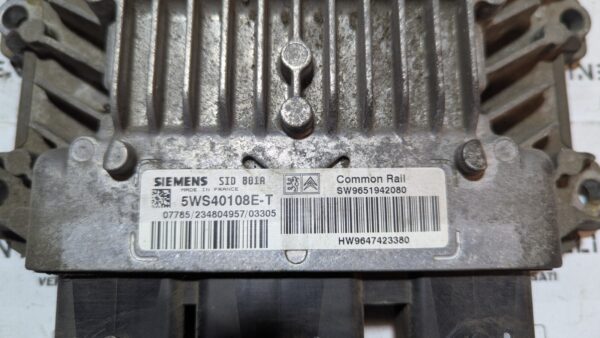 SIEMENS SID 801A
MADE IN FRANCE
5WS40108E-T
07785/234804957/03305
Common Rail
SW9651942080
HW9647423380